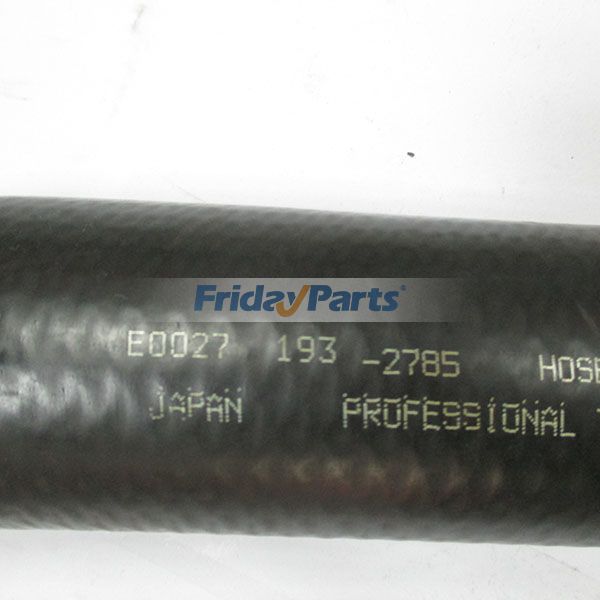 FridayParts®
E0027 193-2785 HOSE
JAPAN PROFESSIONAL